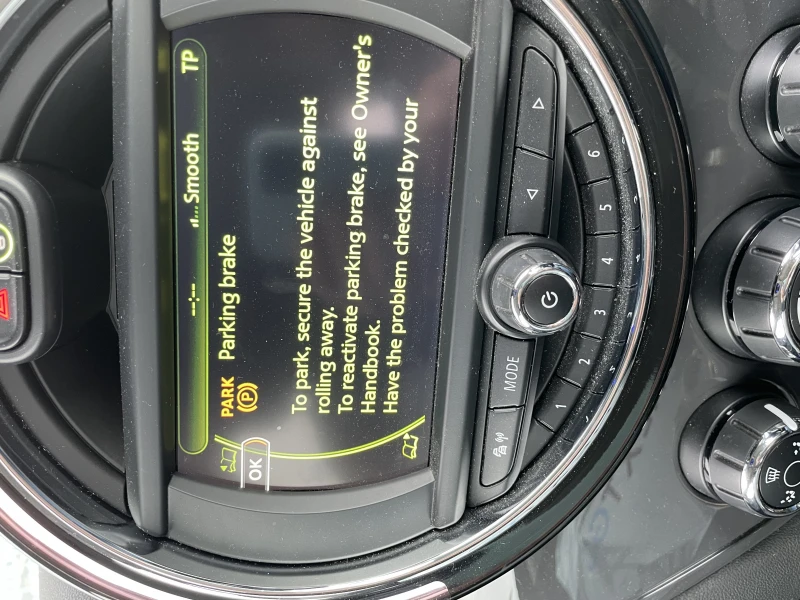 --:-- Smooth TP
PARK Parking brake
(P)
OK
To park, secure the vehicle against
rolling away.
To reactivate parking brake, see Owner's
Handbook.
Have the problem checked by your
MODE
1 2 3 4 5 6